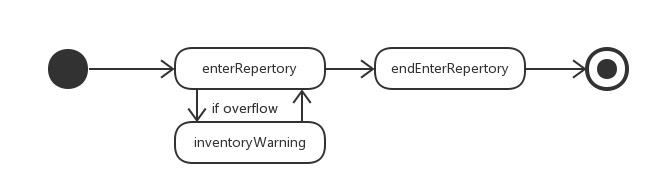 enterRepertory
endEnterRepertory
if overflow
inventoryWarning